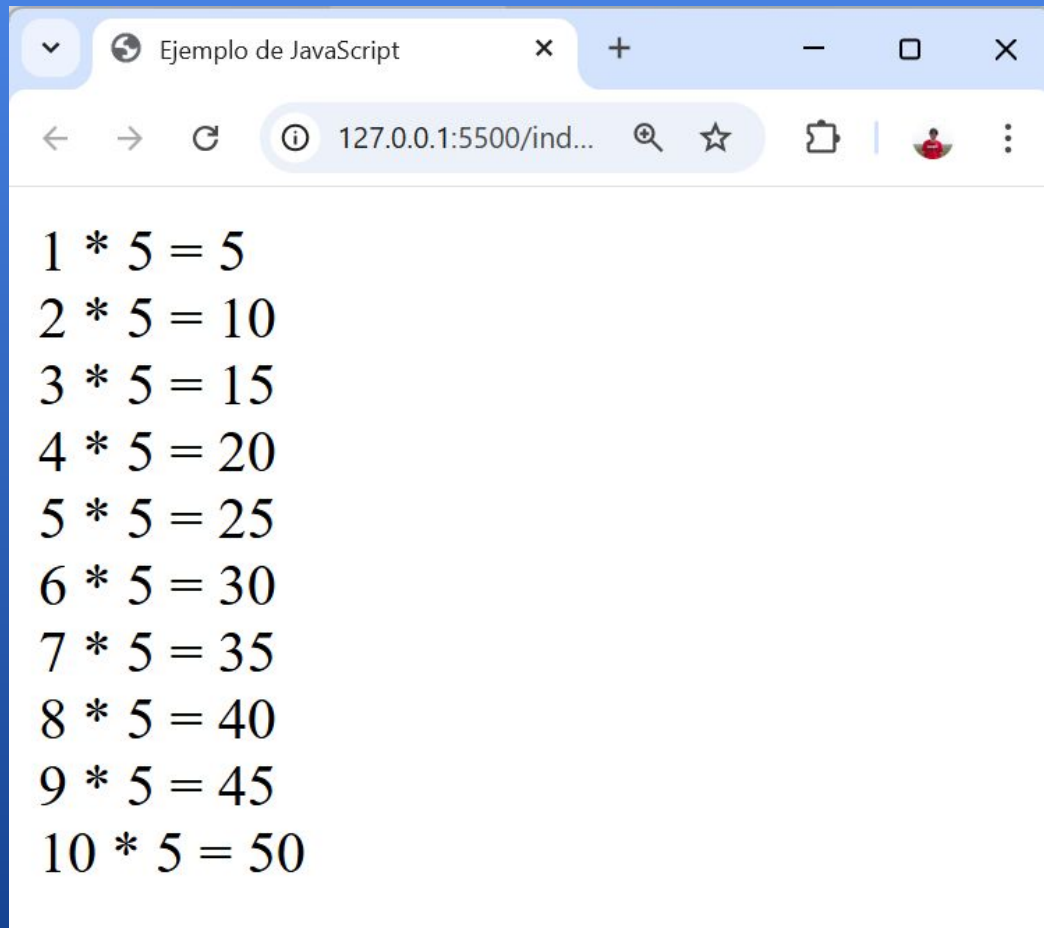 Ejemplo de JavaScript
127.0.0.1:5500/ind...
1 * 5 = 5
2 * 5 = 10
3 * 5 = 15
4 * 5 = 20
5 * 5 = 25
6 * 5 = 30
7 * 5 = 35
8 * 5 = 40
9 * 5 = 45
10 * 5 = 50